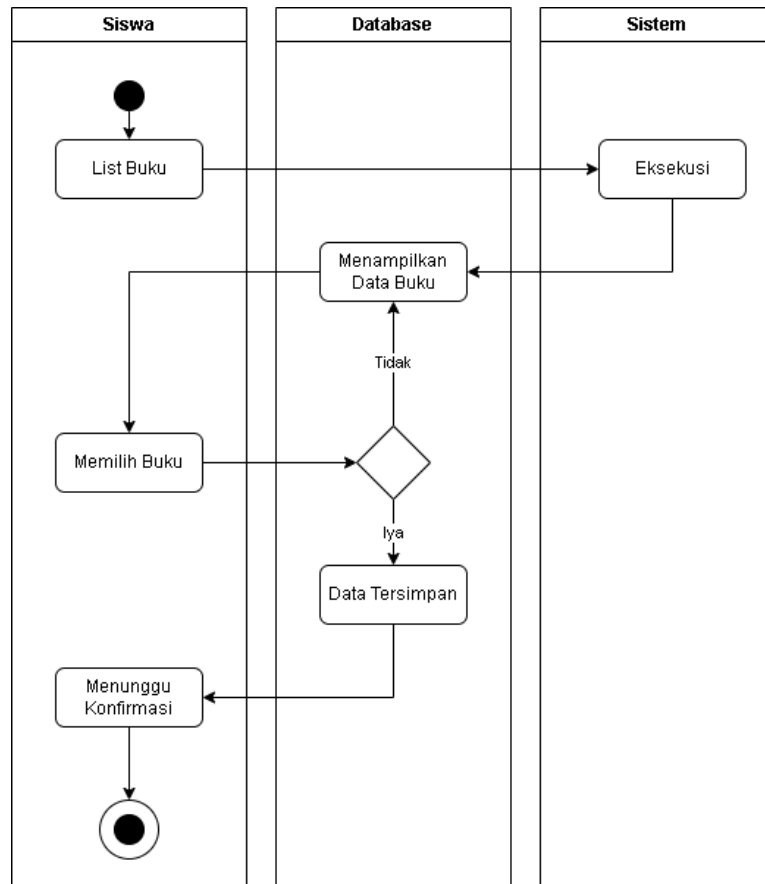 Siswa
Database
Sistem
List Buku
Eksekusi
Menampilkan
Data Buku
Tidak
Memilih Buku
Iya
Data Tersimpan
Menunggu
Konfirmasi